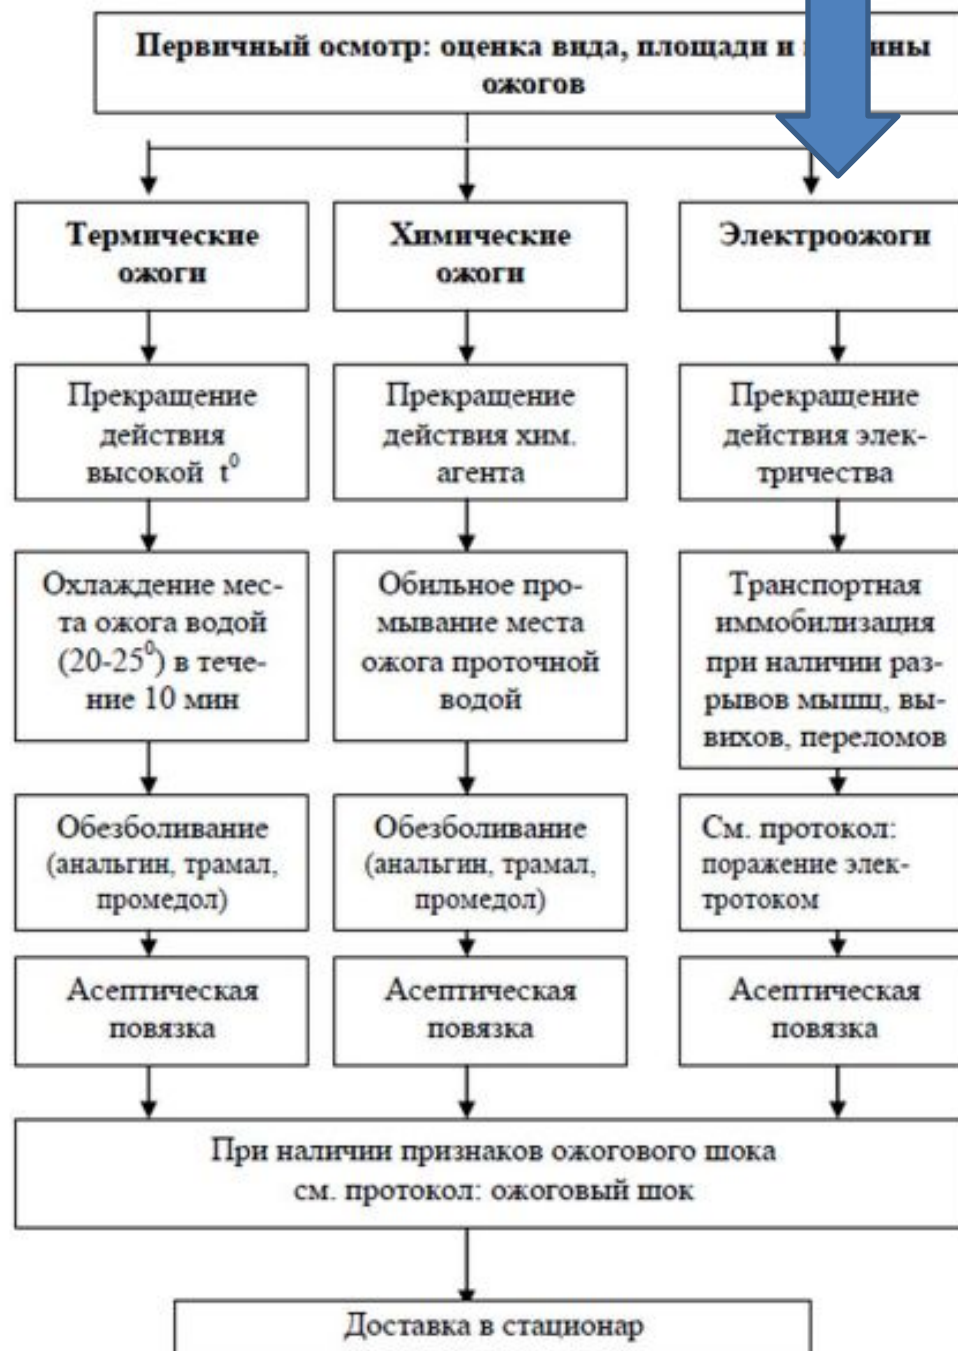 Первичный осмотр: оценка вида, площади и
ожогов
Термические
ожоги
Прекращение
действия
высокой t⁰
Охлаждение мес-
та ожога водой
(20-25⁰) в тече-
ние 10 мин
Обезболивание
(анальгин, трамал,
промедол)
Асептическая
повязка
Химические
ожоги
Прекращение
действия хим.
агента
Обильное про-
мывание места
ожога проточной
водой
Обезболивание
(анальгин, трамал,
промедол)
Асептическая
повязка
Электроожоги
Прекращение
действия элек-
тричества
Транспортная
иммобилизация
при наличии раз-
рывов мышц, вы-
вихов, переломов
См. протокол:
поражение элек-
тротоком
Асептическая
повязка
При наличии признаков ожогового шока
см. протокол: ожоговый шок
Доставка в стационар